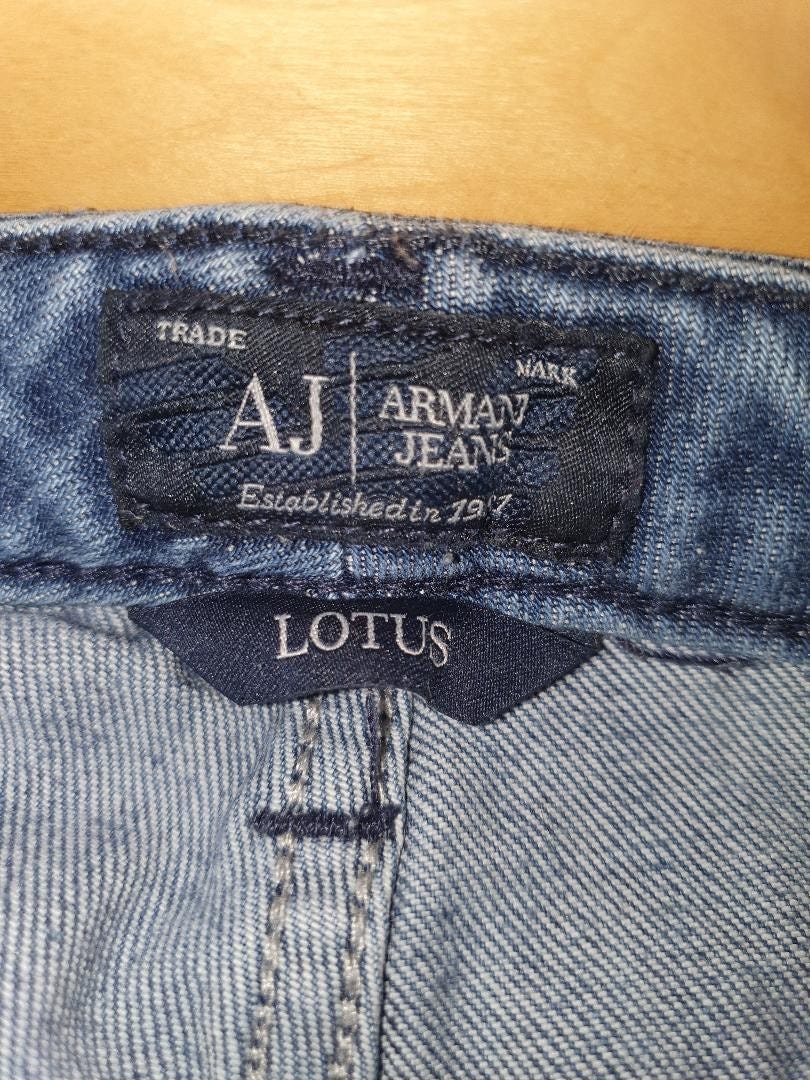 TRADE
MARK
AJ
ARMANI
JEANS
Established in
LOTUS